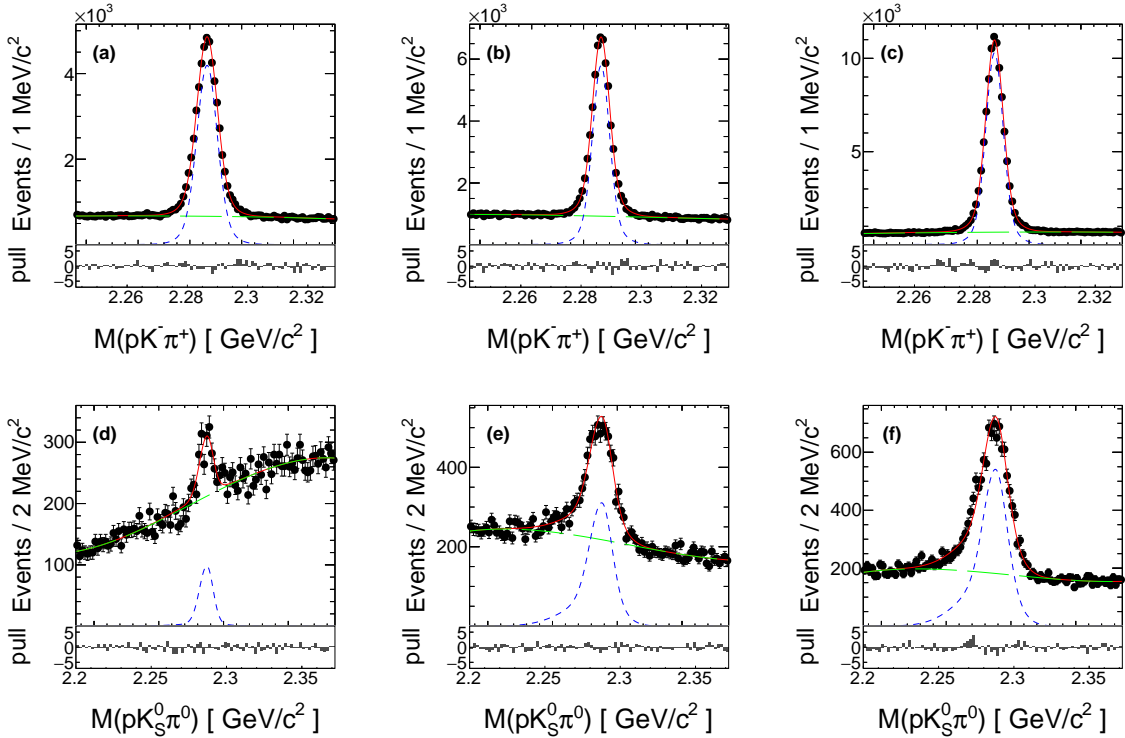 ×10³ ×10³ ×10³
(a) (b) (c)
Events / 1 MeV/c² Events / 1 MeV/c² Events / 1 MeV/c²
4 6 10
2 4 5
2
pull 5 0 −5 pull 5 0 −5 pull 5 0 −5
2.26 2.28 2.3 2.32 2.26 2.28 2.3 2.32 2.26 2.28 2.3 2.32
M(pK⁻π⁺) [ GeV/c² ] M(pK⁻π⁺) [ GeV/c² ] M(pK⁻π⁺) [ GeV/c² ]
(d) (e) (f)
Events / 2 MeV/c² Events / 2 MeV/c² Events / 2 MeV/c²
300 400 600
200 200 400
100 200
pull 5 0 −5 pull 5 0 −5 pull 5 0 −5
2.2 2.25 2.3 2.35 2.2 2.25 2.3 2.35 2.2 2.25 2.3 2.35
M(pK_S⁰π⁰) [ GeV/c² ] M(pK_S⁰π⁰) [ GeV/c² ] M(pK_S⁰π⁰) [ GeV/c² ]